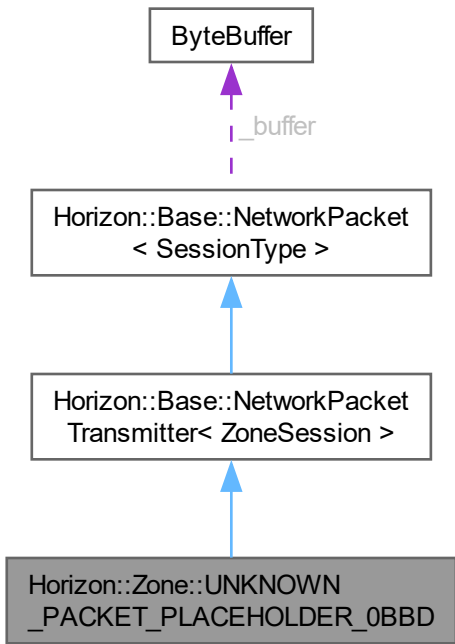 ByteBuffer
_buffer
Horizon::Base::NetworkPacket
< SessionType >
Horizon::Base::NetworkPacket
Transmitter< ZoneSession >
Horizon::Zone::UNKNOWN
_PACKET_PLACEHOLDER_0BBD